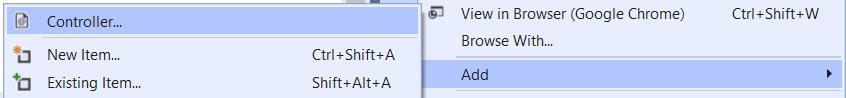 Controller...
New Item... Ctrl+Shift+A
Existing Item... Shift+Alt+A
View in Browser (Google Chrome) Ctrl+Shift+W
Browse With...
Add